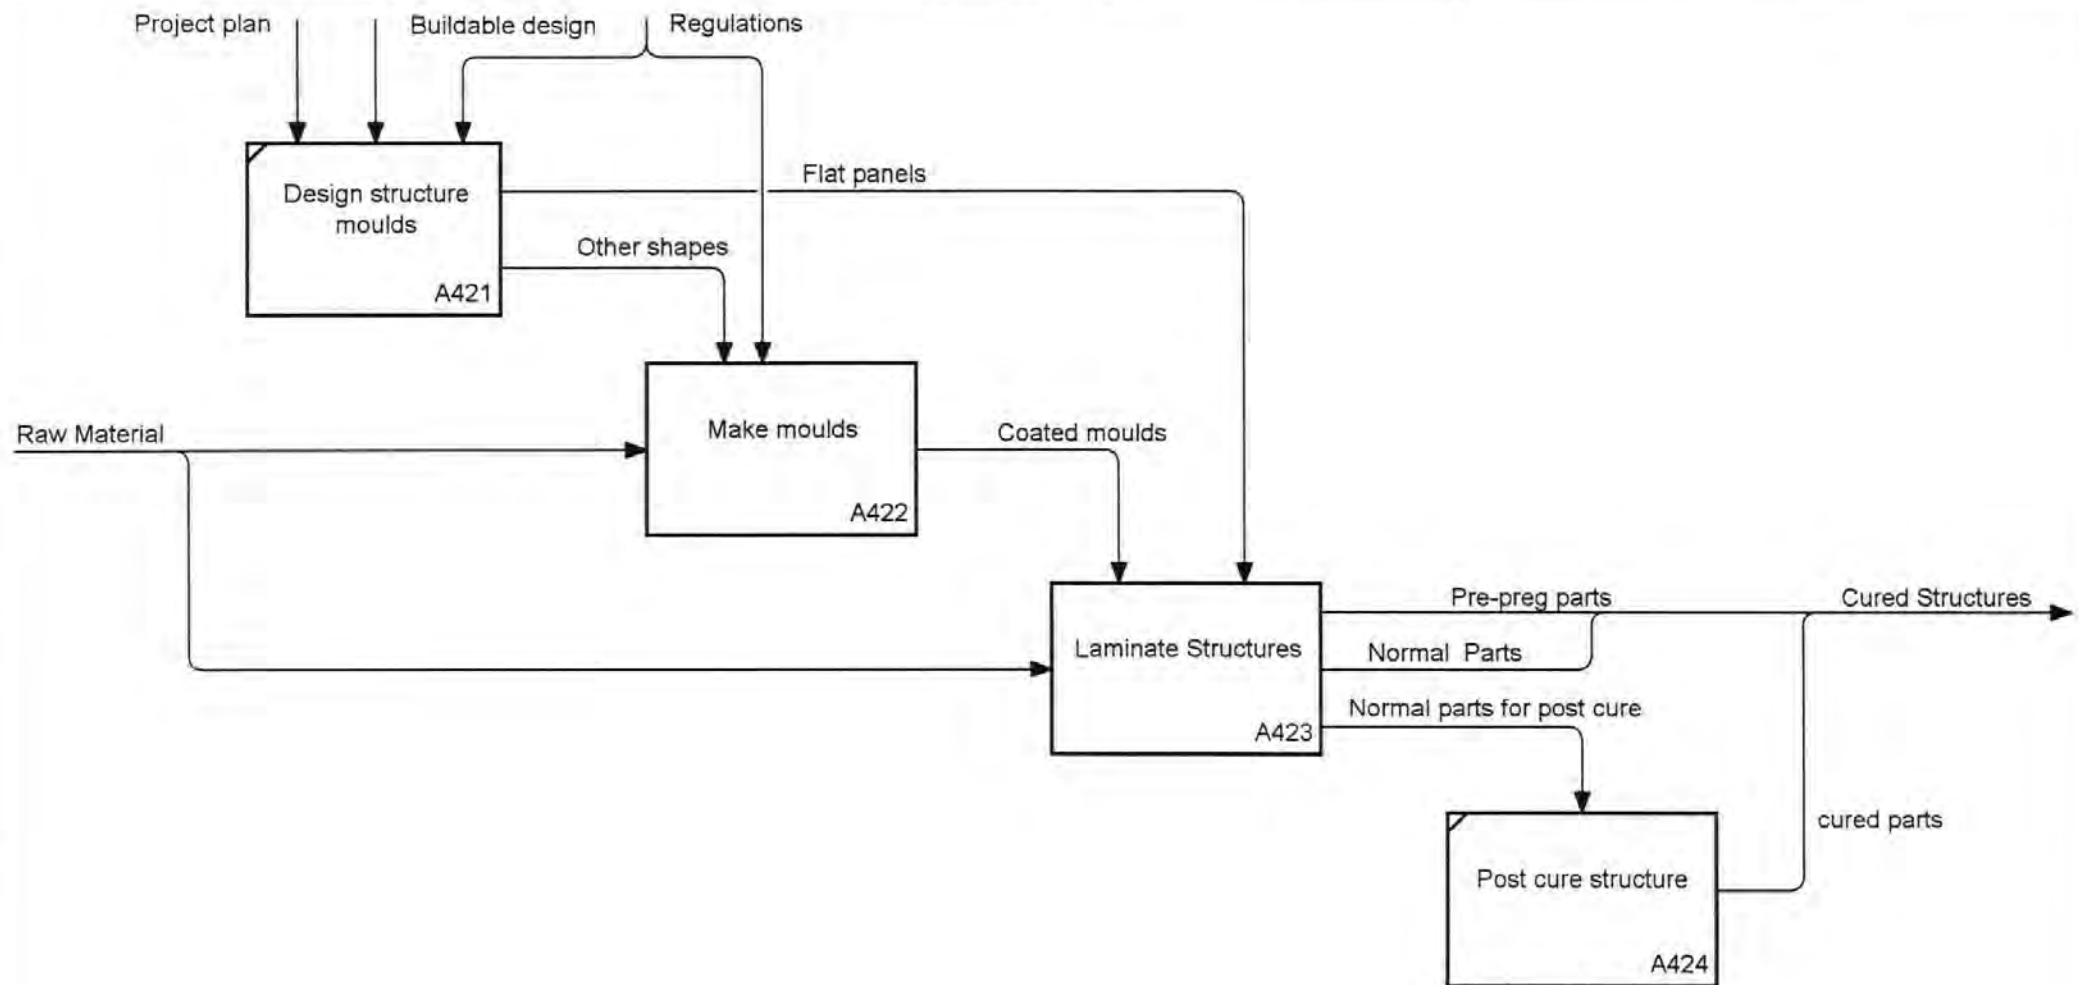 Project plan
Buildable design
Regulations
Flat panels
Design structure
moulds
Other shapes
A421
Raw Material
Make moulds
Coated moulds
A422
Pre-preg parts
Cured Structures
Laminate Structures
Normal Parts
Normal parts for post cure
A423
cured parts
Post cure structure
A424